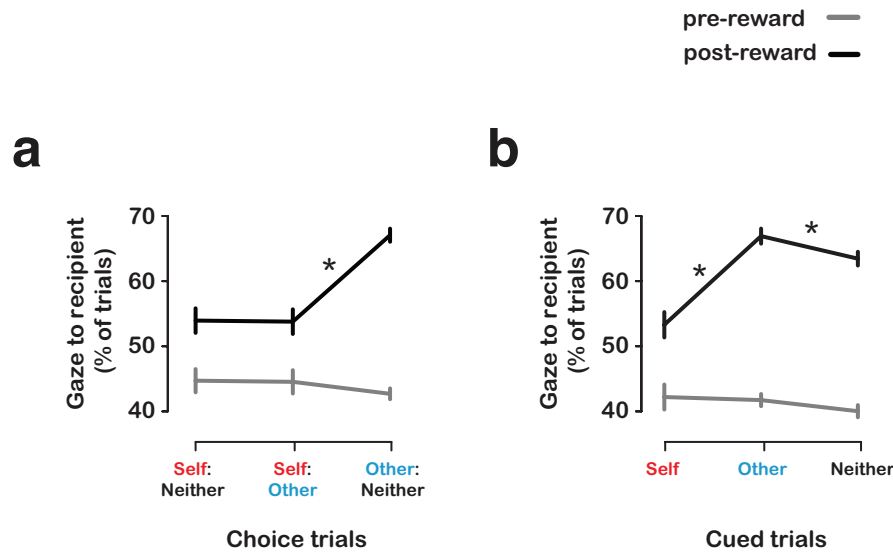 pre-reward
post-reward
a
b
Gaze to recipient
(% of trials)
70
60
50
40
*
Self:
Neither
Self:
Other
Other:
Neither
Choice trials
Gaze to recipient
(% of trials)
70
60
50
40
*
*
Self
Other
Neither
Cued trials